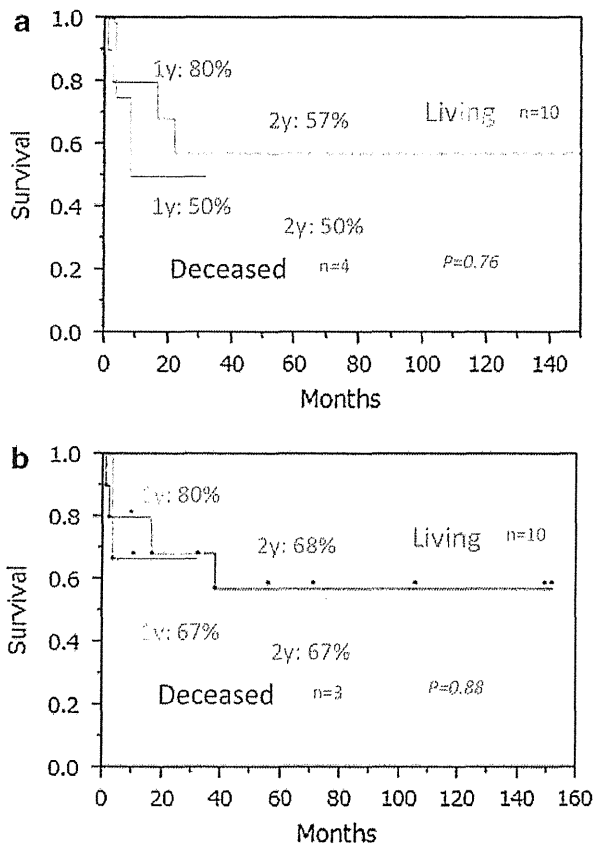 a
1.0
0.8
0.6
0.4
0.2
0.0
Survival
1y: 80%
2y: 57%
Living n=10
1y: 50%
2y: 50%
Deceased n=4
P=0.76
0 20 40 60 80 100 120 140
Months
b
1.0
0.8
0.6
0.4
0.2
0.0
Survival
1y: 80%
2y: 68%
Living n=10
1y: 67%
2y: 67%
Deceased n=3
P=0.88
0 20 40 60 80 100 120 140 160
Months